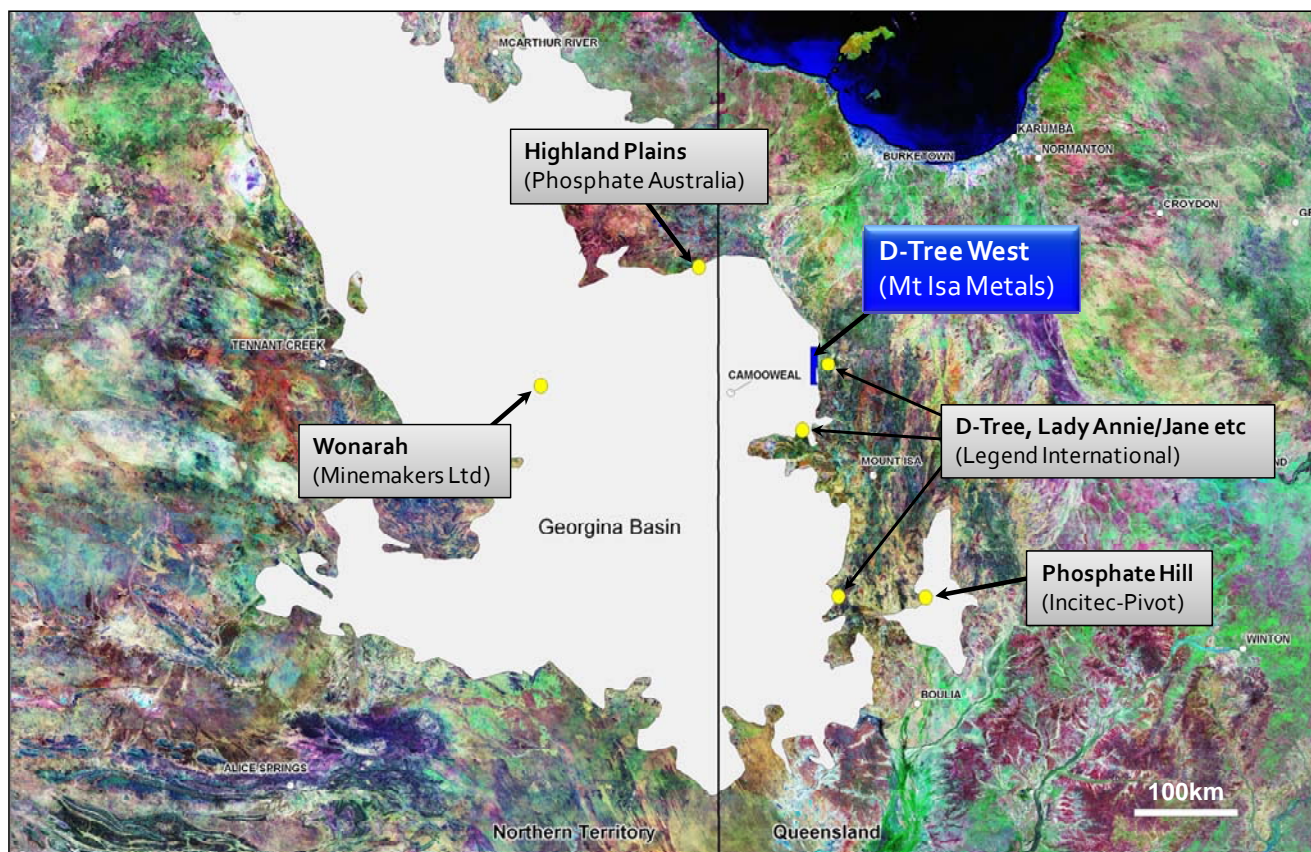 MCARTHUR RIVER
Highland Plains
(Phosphate Australia)
KARUMBA
NORMANTON
BURKETOWN
CROYDON
D-Tree West
(Mt Isa Metals)
TENNANT CREEK
CAMOOWEAL
Wonarah
(Minemakers Ltd)
D-Tree, Lady Annie/Jane etc
(Legend International)
MOUNT ISA
Georgina Basin
Phosphate Hill
(Incitec-Pivot)
WINTON
BOULIA
ALICE SPRINGS
100km
Northern Territory
Queensland